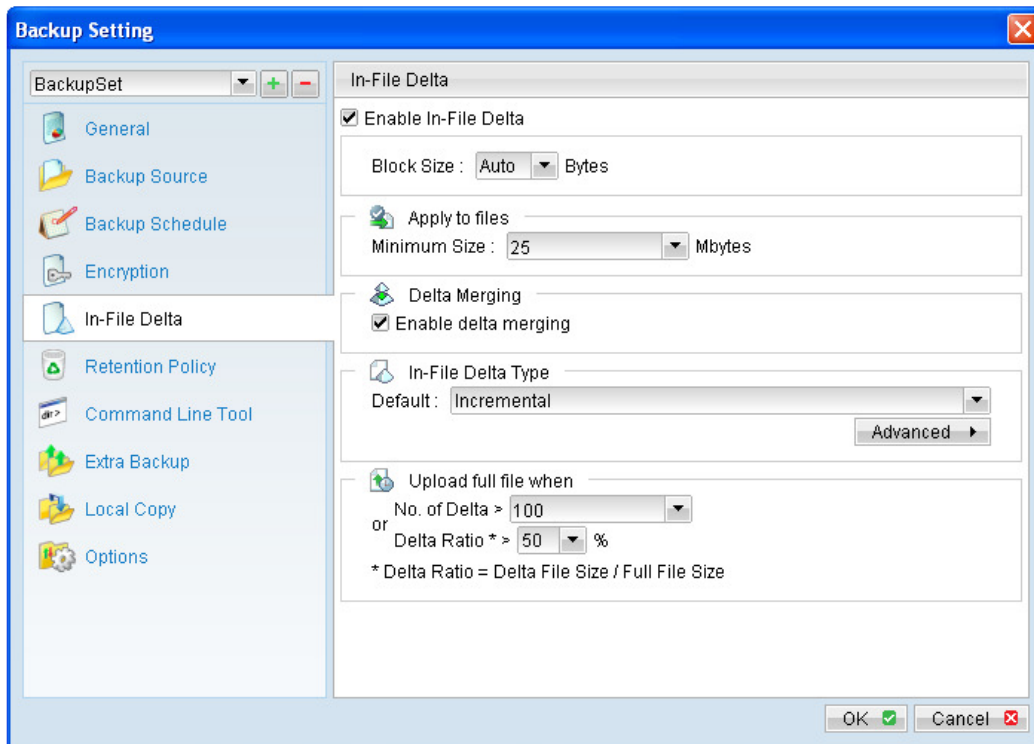 Backup Setting
BackupSet
General
Backup Source
Backup Schedule
Encryption
In-File Delta
Retention Policy
dir>
Command Line Tool
Extra Backup
Local Copy
Options
In-File Delta
Enable In-File Delta
Block Size : Auto Bytes
Apply to files
Minimum Size : 25 Mbytes
Delta Merging
Enable delta merging
In-File Delta Type
Default : Incremental
Advanced
Upload full file when
No. of Delta > 100
or
Delta Ratio * > 50 %
* Delta Ratio = Delta File Size / Full File Size
OK
Cancel